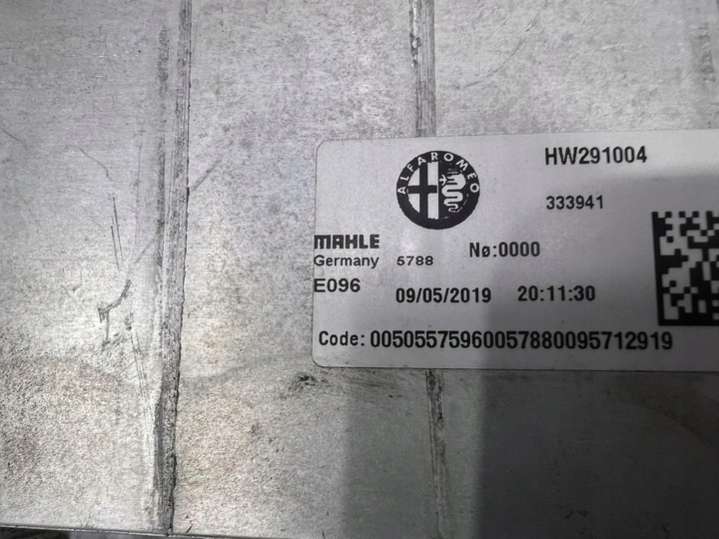 HW291004
ALFA ROMEO
333941
MAHLE
Germany 5788 Nø:0000
E096 09/05/2019 20:11:30
Code: 00505575960057880095712919